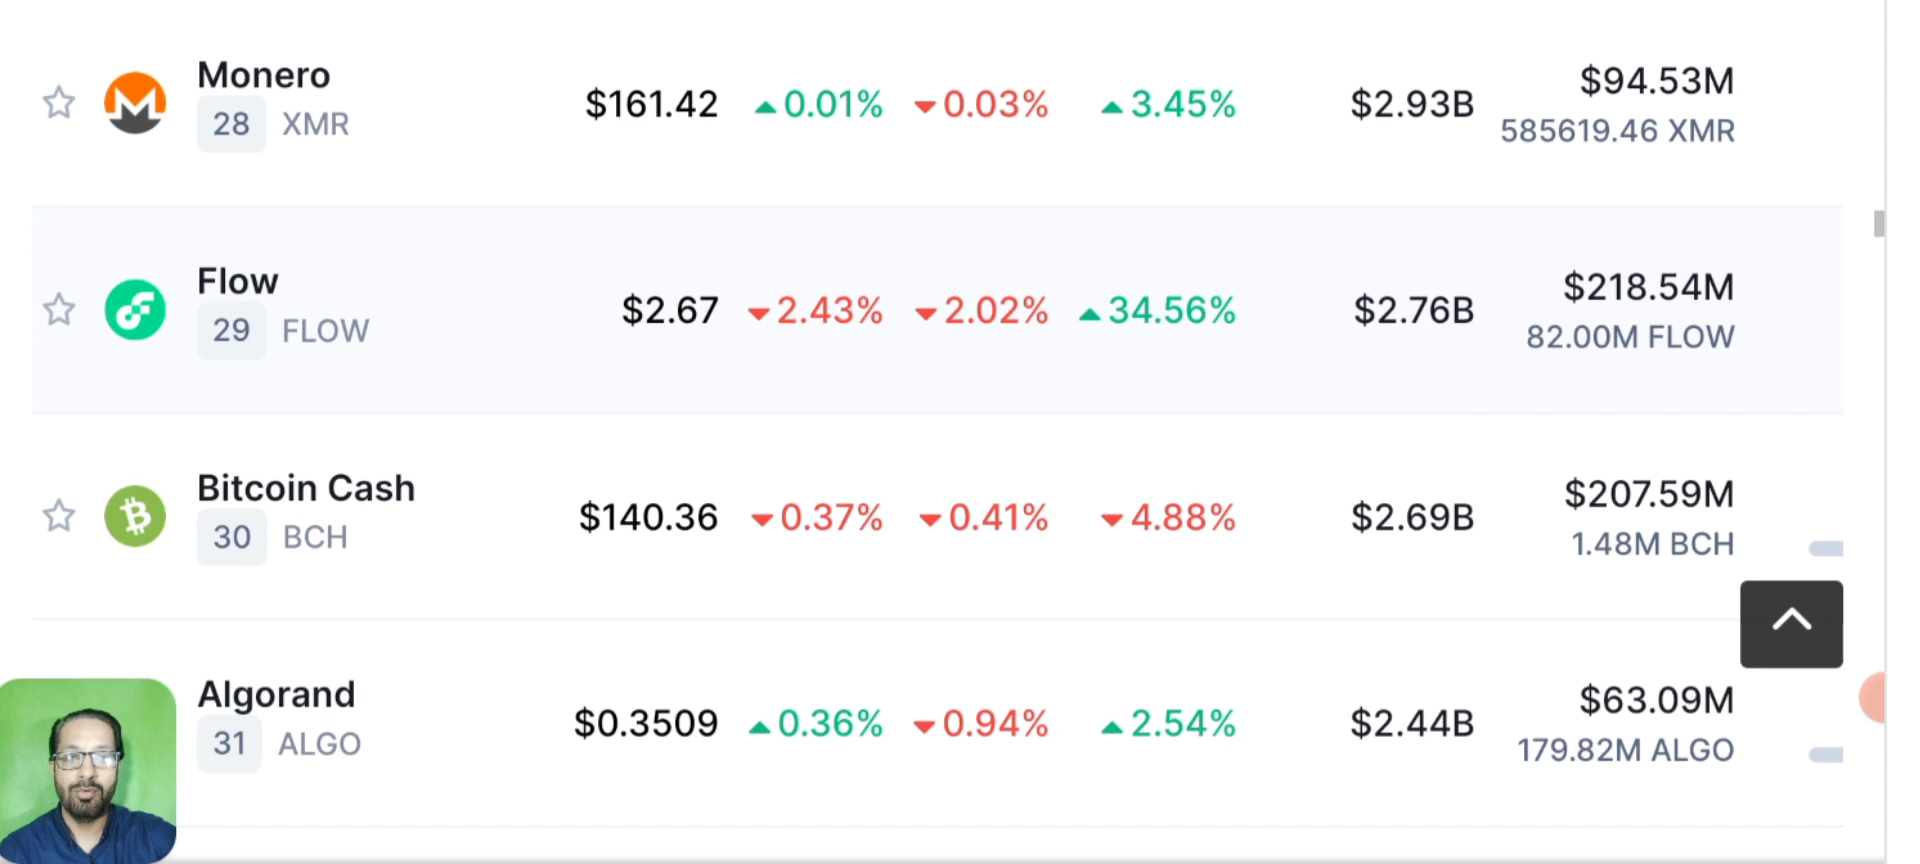 Monero
28 XMR
$161.42 0.01% 0.03% 3.45% $2.93B $94.53M
585619.46 XMR
Flow
29 FLOW
$2.67 2.43% 2.02% 34.56% $2.76B $218.54M
82.00M FLOW
Bitcoin Cash
30 BCH
$140.36 0.37% 0.41% 4.88% $2.69B $207.59M
1.48M BCH
Algorand
31 ALGO
$0.3509 0.36% 0.94% 2.54% $2.44B $63.09M
179.82M ALGO